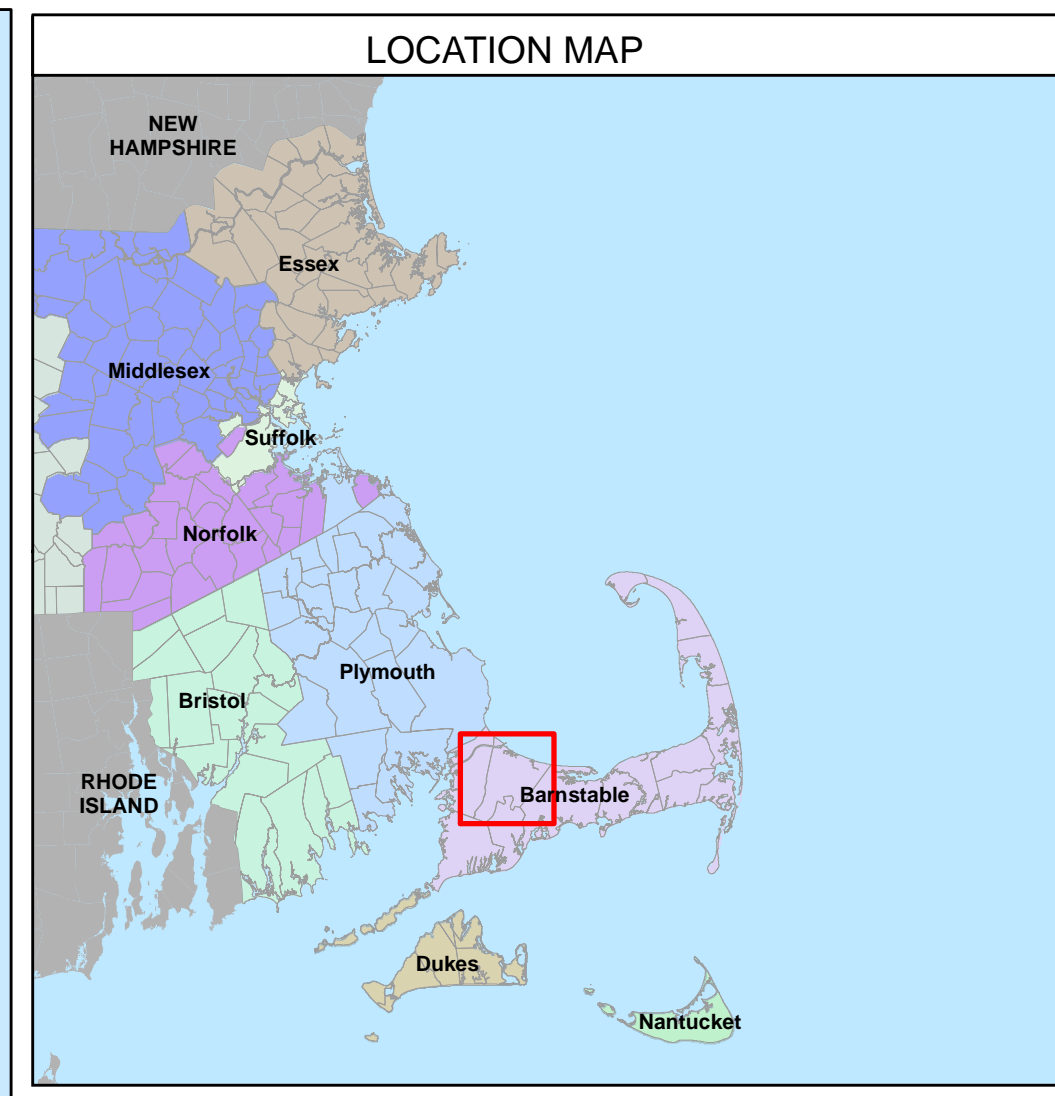 LOCATION MAP
NEW
HAMPSHIRE
Essex
Middlesex
Suffolk
Norfolk
Plymouth
Bristol
RHODE
ISLAND
Barnstable
Dukes
Nantucket